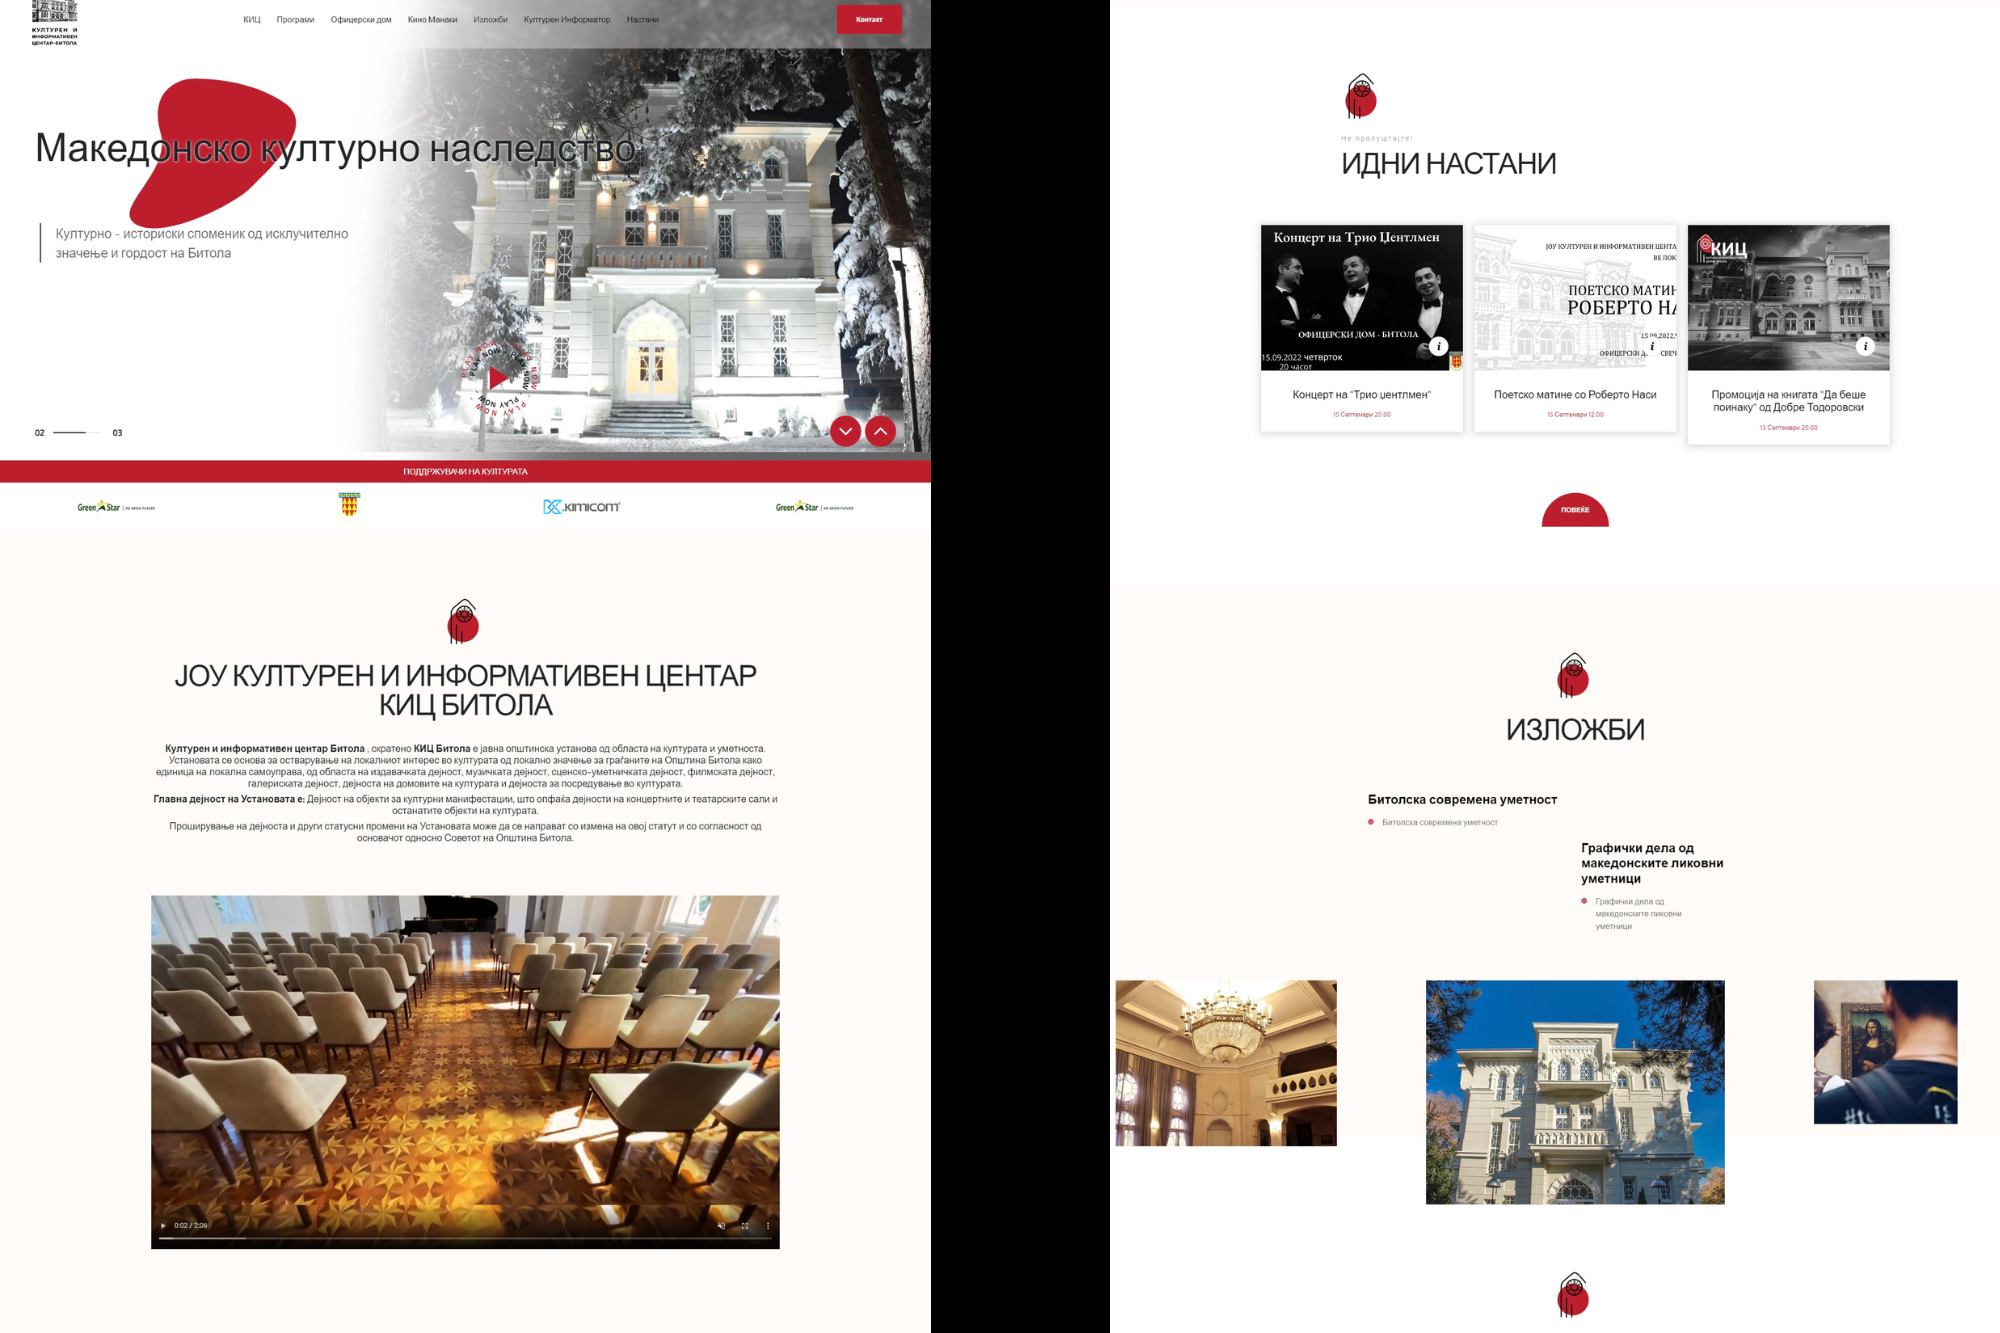 КУЛТУРЕН И
ИНФОРМАТИВЕН
ЦЕНТАР-БИТОЛА
КИЦ
Програми
Офицерски дом
Кино Манаки
Изложби
Културен Информатор
Настани
Контакт
Македонско културно наследство
Културно - историски споменик од исклучително
значење и гордост на Битола
PLAY NOW - PLAY NOW - PLAY NOW -
02
03
ПОДДРЖУВАЧИ НА КУЛТУРАТА
Green Star
.KIMICOM
Green Star
ЈОУ КУЛТУРЕН И ИНФОРМАТИВЕН ЦЕНТАР
КИЦ БИТОЛА
Културен и информативен центар Битола , скратено КИЦ Битола е јавна општинска установа од областа на културата и уметноста.
Установата се основа за остварување на локалниот интерес во културата од локално значење за граѓаните на Општина Битола како
единица на локална самоуправа, од областа на издавачката дејност, музичката дејност, сценско-уметничката дејност, филмската дејност,
галериската дејност, дејноста на домовите на културата и дејноста за посредување во културата.
Главна дејност на Установата е: Дејност на објекти за културни манифестации, што опфаќа дејности на концертните и театарските сали и
останатите објекти на културата.
Проширување на дејноста и други статусни промени на Установата може да се направат со измена на овој статут и со согласност од
основачот односно Советот на Општина Битола.
0:02 / 2:06
Не пропуштајте!
ИДНИ НАСТАНИ
Концерт на Трио Џентлмен
ОФИЦЕРСКИ ДОМ - БИТОЛА
15.09.2022 четврток
20 часот
i
Концерт на "Трио џентлмен"
15 Септември 20:00
ЈОУ КУЛТУРЕН И ИНФОРМАТИВЕН ЦЕНТА
ВЕ ПОК
ПОЕТСКО МАТИН
РОБЕРТО НА
15.09.2022,
ОФИЦЕРСКИ
СВЕЧ
i
Поетско матине со Роберто Наси
15 Септември 12:00
КИЦ
i
Промоција на книгата "Да беше
поинаку" од Добре Тодоровски
13 Септември 20:00
ПОВЕЌЕ
ИЗЛОЖБИ
Битолска современа уметност
Битолска современа уметност
Графички дела од
македонските ликовни
уметници
Графички дела од
македонските ликовни
уметници